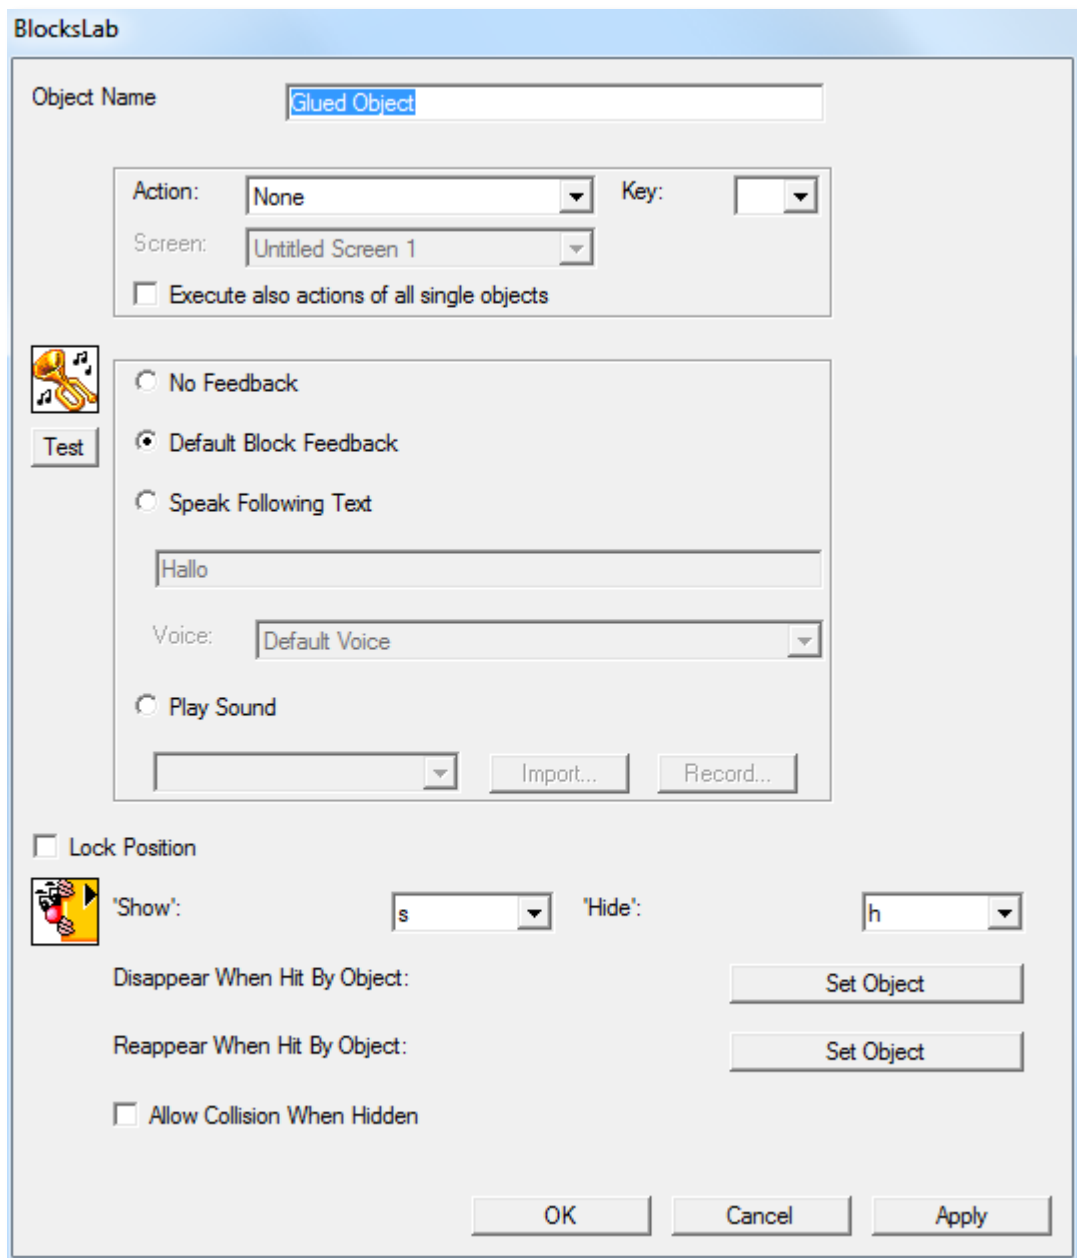 BlocksLab
Object Name Glued Object
Action: None Key:
Screen: Untitled Screen 1
Execute also actions of all single objects
No Feedback
Test Default Block Feedback
Speak Following Text
Hallo
Voice: Default Voice
Play Sound
Import... Record...
Lock Position
'Show': s 'Hide': h
Disappear When Hit By Object: Set Object
Reappear When Hit By Object: Set Object
Allow Collision When Hidden
OK Cancel Apply